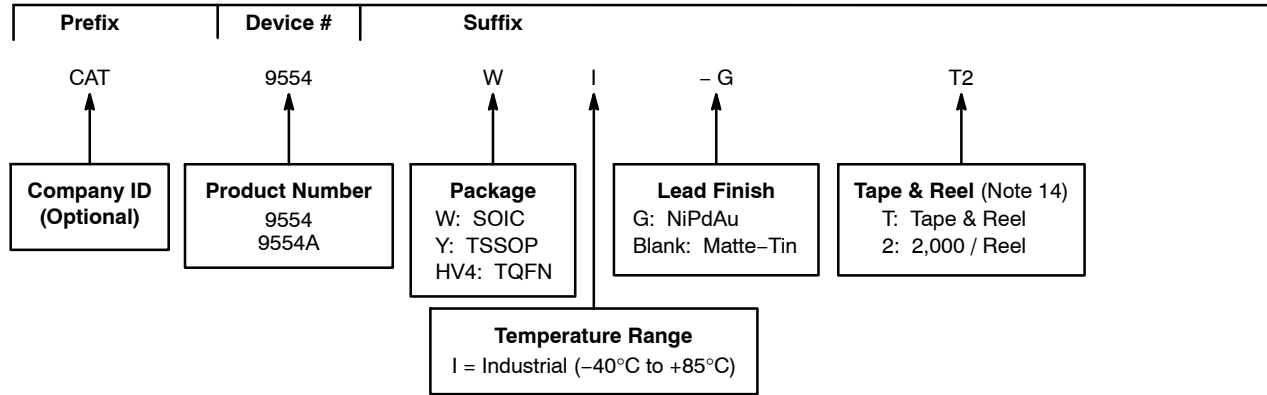 Prefix Device # Suffix
CAT 9554 W I – G T2
Company ID
(Optional)
Product Number
9554
9554A
Package
W: SOIC
Y: TSSOP
HV4: TQFN
Lead Finish
G: NiPdAu
Blank: Matte–Tin
Tape & Reel (Note 14)
T: Tape & Reel
2: 2,000 / Reel
Temperature Range
I = Industrial (–40°C to +85°C)